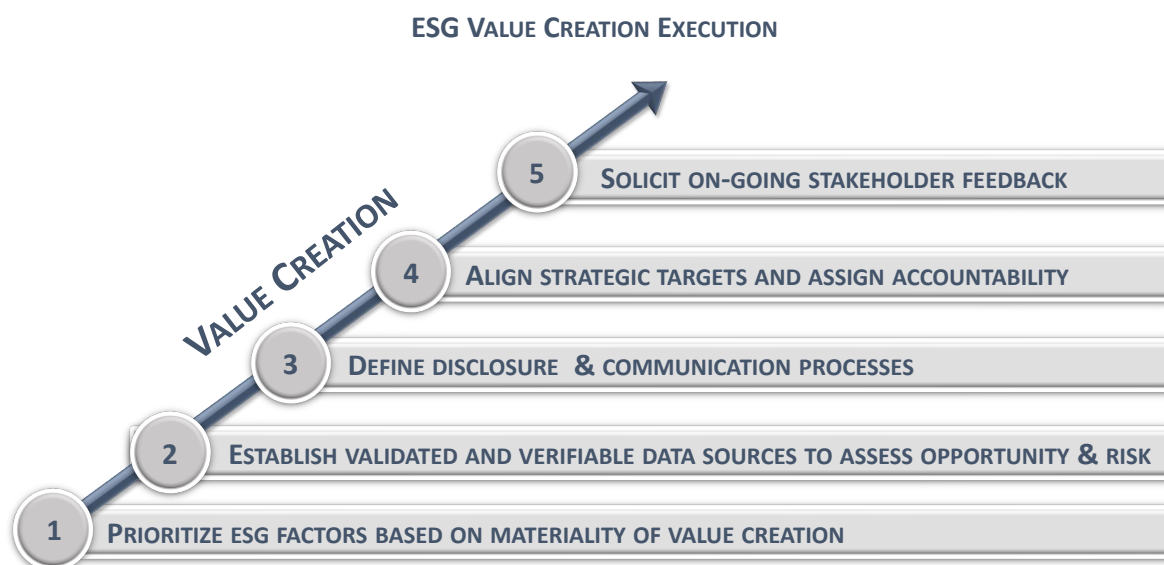 ESG VALUE CREATION EXECUTION
VALUE CREATION
5
SOLICIT ON-GOING STAKEHOLDER FEEDBACK
4
ALIGN STRATEGIC TARGETS AND ASSIGN ACCOUNTABILITY
3
DEFINE DISCLOSURE & COMMUNICATION PROCESSES
2
ESTABLISH VALIDATED AND VERIFIABLE DATA SOURCES TO ASSESS OPPORTUNITY & RISK
1
PRIORITIZE ESG FACTORS BASED ON MATERIALITY OF VALUE CREATION